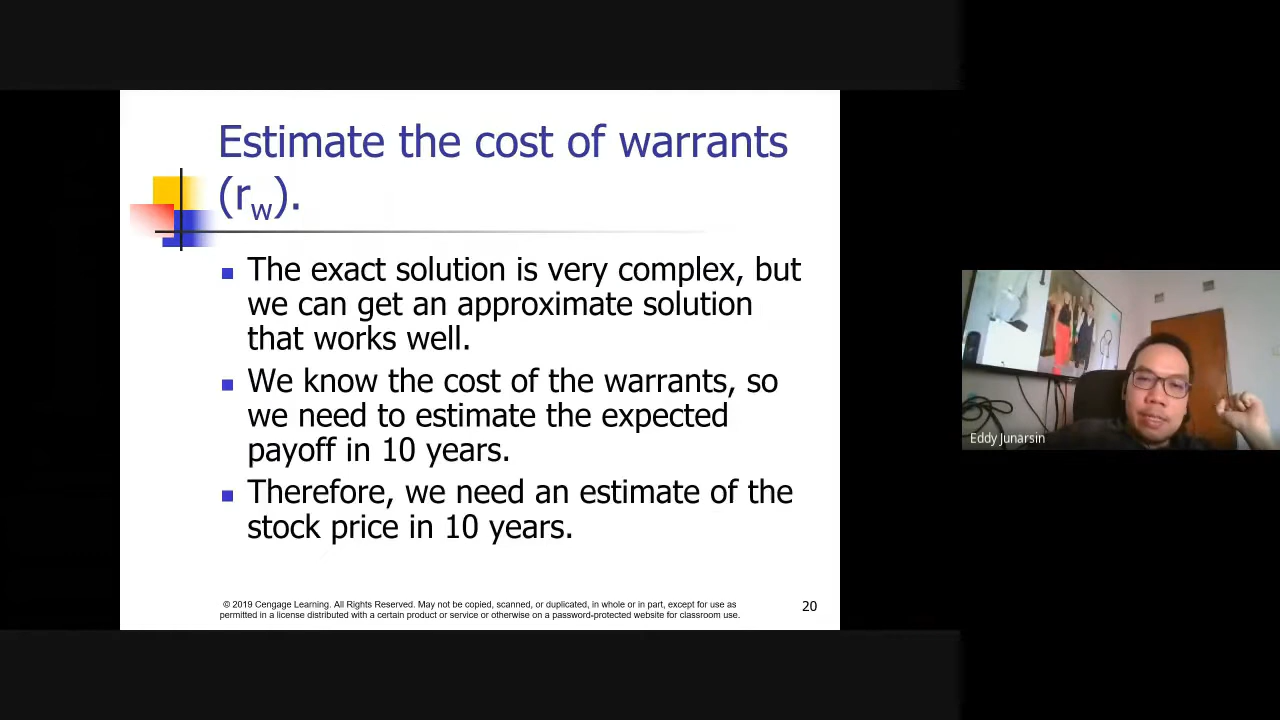 Estimate the cost of warrants
(rw).
The exact solution is very complex, but
we can get an approximate solution
that works well.
We know the cost of the warrants, so
we need to estimate the expected
payoff in 10 years.
Therefore, we need an estimate of the
stock price in 10 years.
© 2019 Cengage Learning. All Rights Reserved. May not be copied, scanned, or duplicated, in whole or in part, except for use as
permitted in a license distributed with a certain product or service or otherwise on a password-protected website for classroom use.
20
Eddy Junarsin